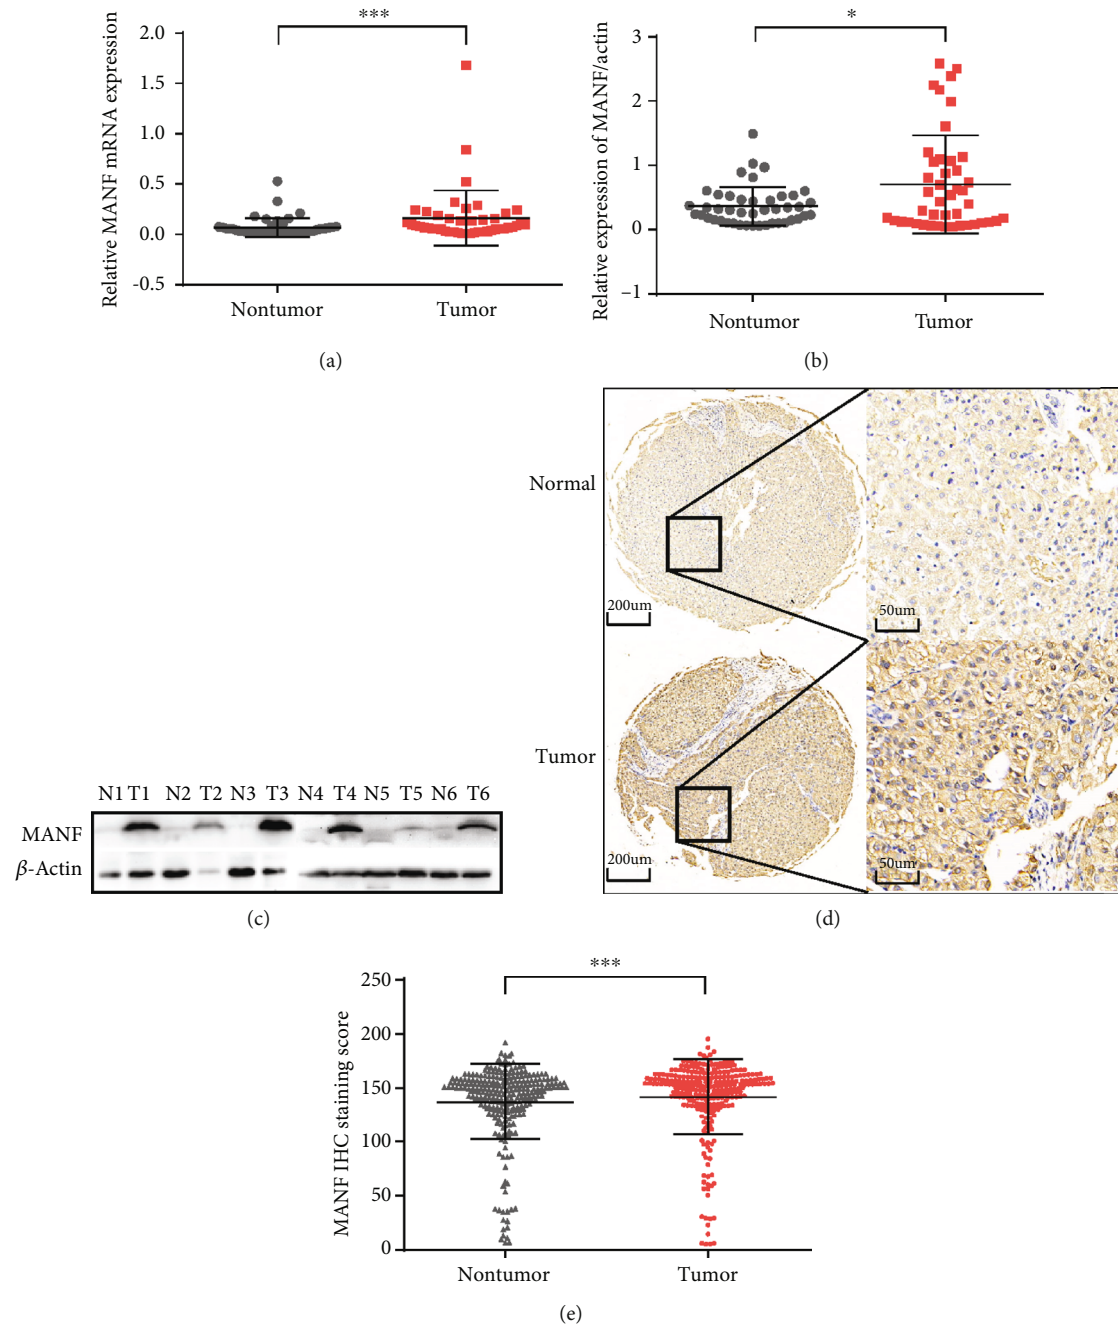 ***
Relative MANF mRNA expression
2.0
1.5
1.0
0.5
0.0
-0.5
Nontumor
Tumor
(a)
*
Relative expression of MANF/actin
3
2
1
0
−1
Nontumor
Tumor
(b)
N1 T1 N2 T2 N3 T3 N4 T4 N5 T5 N6 T6
MANF
β-Actin
(c)
Normal
200um
50um
Tumor
200um
50um
(d)
***
MANF IHC staining score
250
200
150
100
50
0
Nontumor
Tumor
(e)